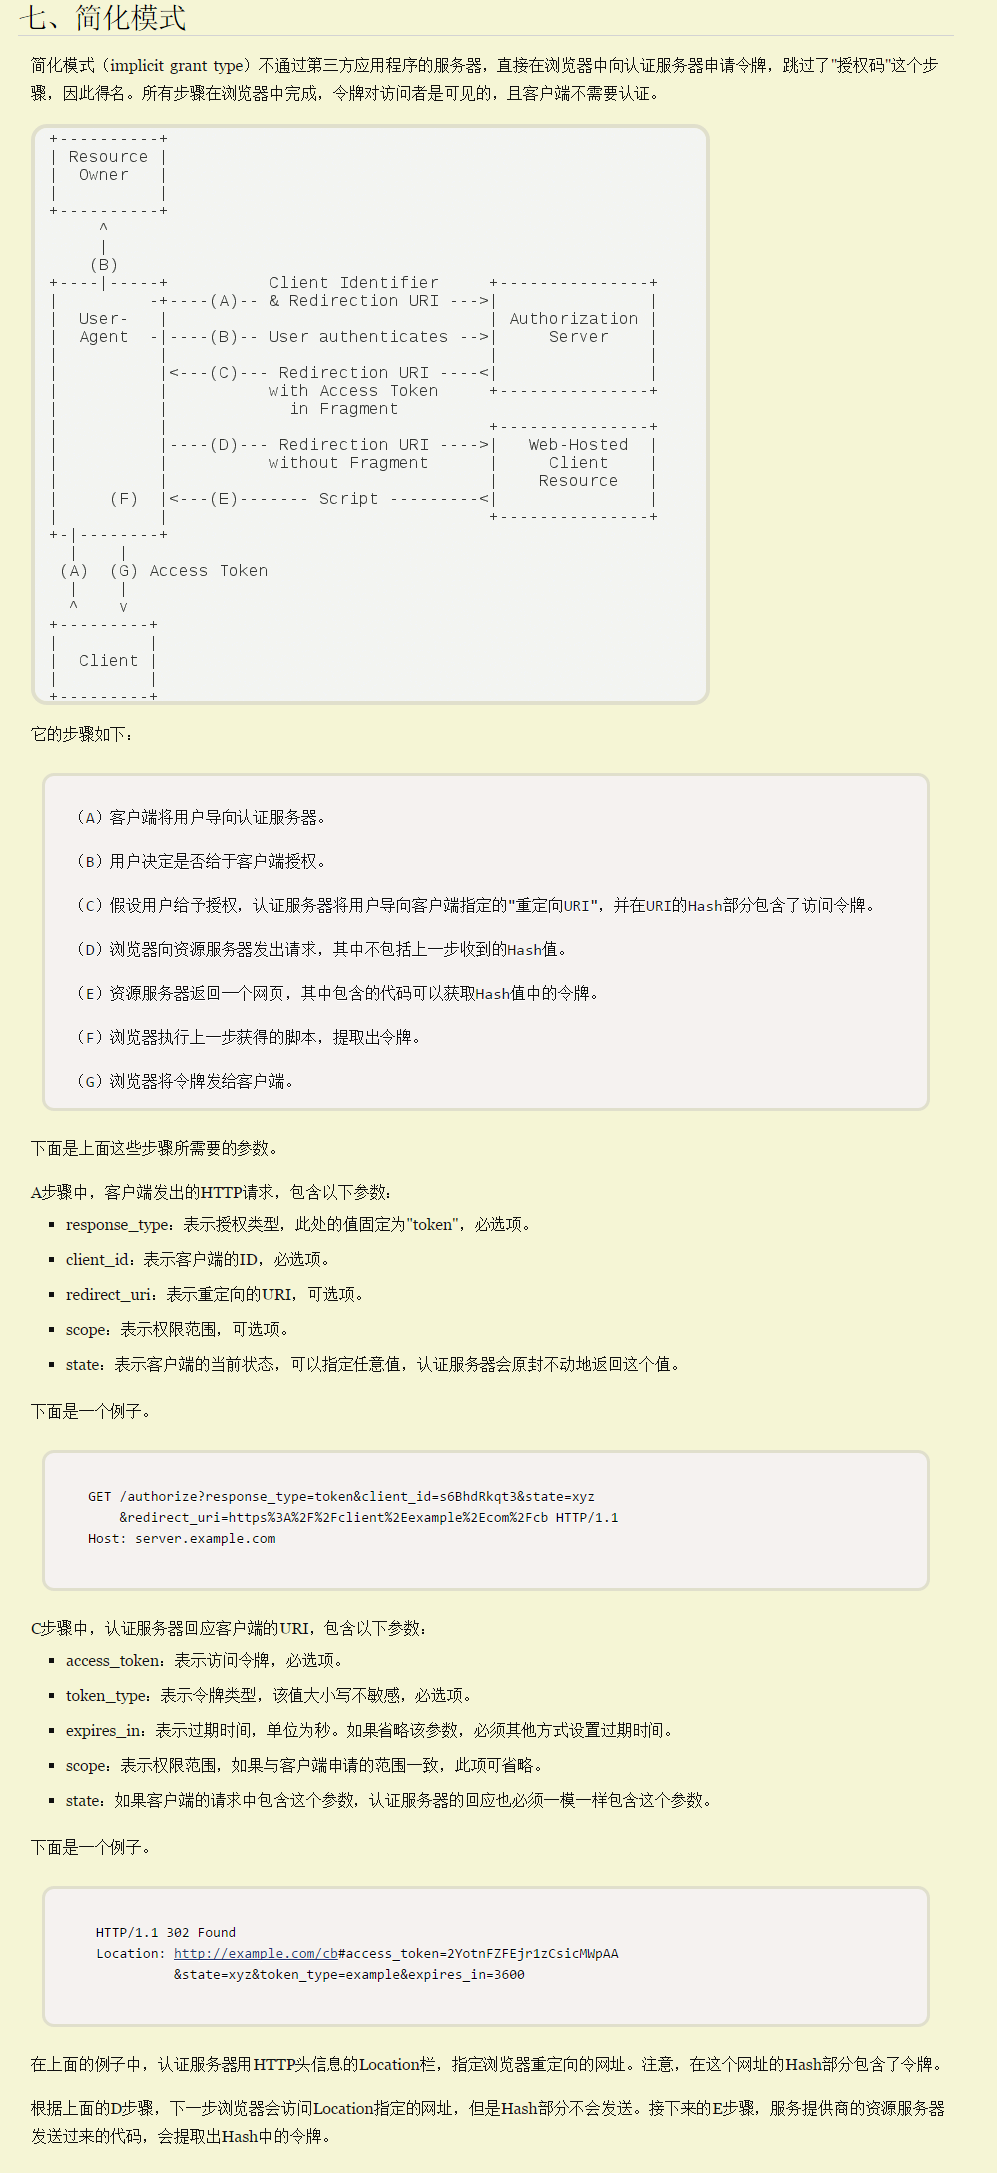 七、简化模式
简化模式（implicit grant type）不通过第三方应用程序的服务器，直接在浏览器中向认证服务器申请令牌，跳过了"授权码"这个步
骤，因此得名。所有步骤在浏览器中完成，令牌对访问者是可见的，且客户端不需要认证。
+----------+
| Resource |
|  Owner   |
|          |
+----------+
     ^
     |
    (B)
+----|-----+          Client Identifier     +---------------+
|         -+----(A)-- & Redirection URI --->|               |
|  User-   |                                | Authorization |
|  Agent  -|----(B)-- User authenticates -->|     Server    |
|          |                                |               |
|          |<---(C)--- Redirection URI ----<|               |
|          |          with Access Token     +---------------+
|          |            in Fragment
|          |                                +---------------+
|          |----(D)--- Redirection URI ---->|   Web-Hosted  |
|          |          without Fragment      |     Client    |
|          |                                |    Resource   |
|     (F)  |<---(E)------- Script ---------<|               |
|          |                                +---------------+
+-|--------+
  |    |
 (A)  (G) Access Token
  |    |
  ^    v
+---------+
|         |
|  Client |
|         |
+---------+
它的步骤如下：
（A）客户端将用户导向认证服务器。
（B）用户决定是否给于客户端授权。
（C）假设用户给予授权，认证服务器将用户导向客户端指定的"重定向URI"，并在URI的Hash部分包含了访问令牌。
（D）浏览器向资源服务器发出请求，其中不包括上一步收到的Hash值。
（E）资源服务器返回一个网页，其中包含的代码可以获取Hash值中的令牌。
（F）浏览器执行上一步获得的脚本，提取出令牌。
（G）浏览器将令牌发给客户端。
下面是上面这些步骤所需要的参数。
A步骤中，客户端发出的HTTP请求，包含以下参数：
▪ response_type：表示授权类型，此处的值固定为"token"，必选项。
▪ client_id：表示客户端的ID，必选项。
▪ redirect_uri：表示重定向的URI，可选项。
▪ scope：表示权限范围，可选项。
▪ state：表示客户端的当前状态，可以指定任意值，认证服务器会原封不动地返回这个值。
下面是一个例子。
GET /authorize?response_type=token&client_id=s6BhdRkqt3&state=xyz
&redirect_uri=https%3A%2F%2Fclient%2Eexample%2Ecom%2Fcb HTTP/1.1
Host: server.example.com
C步骤中，认证服务器回应客户端的URI，包含以下参数：
▪ access_token：表示访问令牌，必选项。
▪ token_type：表示令牌类型，该值大小写不敏感，必选项。
▪ expires_in：表示过期时间，单位为秒。如果省略该参数，必须其他方式设置过期时间。
▪ scope：表示权限范围，如果与客户端申请的范围一致，此项可省略。
▪ state：如果客户端的请求中包含这个参数，认证服务器的回应也必须一模一样包含这个参数。
下面是一个例子。
HTTP/1.1 302 Found
Location: http://example.com/cb#access_token=2YotnFZFEjr1zCsicMWpAA
&state=xyz&token_type=example&expires_in=3600
在上面的例子中，认证服务器用HTTP头信息的Location栏，指定浏览器重定向的网址。注意，在这个网址的Hash部分包含了令牌。
根据上面的D步骤，下一步浏览器会访问Location指定的网址，但是Hash部分不会发送。接下来的E步骤，服务提供商的资源服务器
发送过来的代码，会提取出Hash中的令牌。